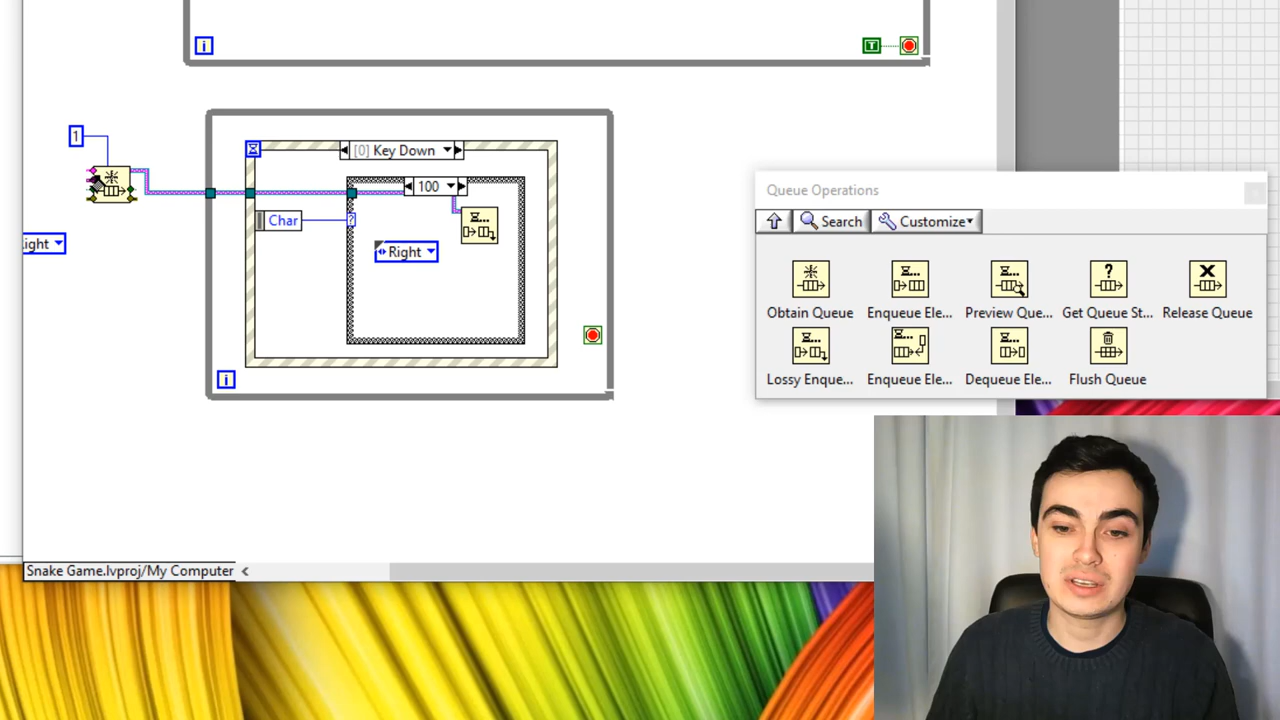 i
T
1
[0] Key Down
100
Char
ight
Right
i
Queue Operations
Search
Customize
Obtain Queue
Enqueue Ele...
Preview Que...
Get Queue St...
Release Queue
Lossy Enque...
Enqueue Ele...
Dequeue Ele...
Flush Queue
Snake Game.lvproj/My Computer